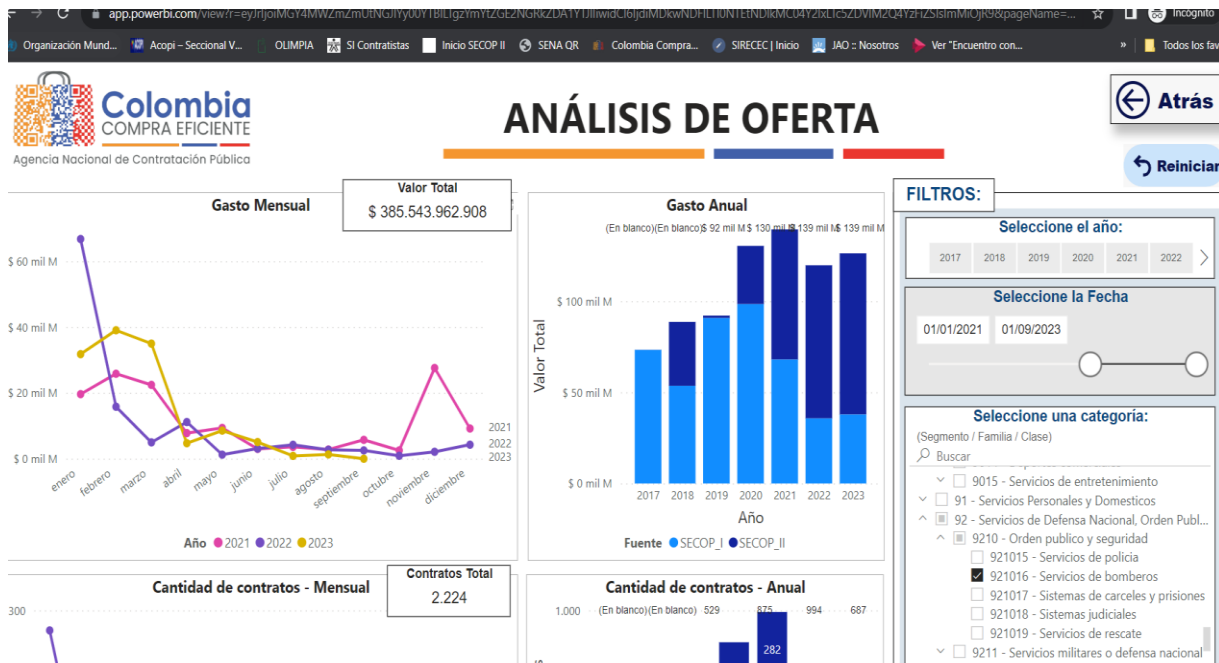 app.powerbi.com
Incógnito
Organización Mund...
Acopi – Seccional V...
OLIMPIA
SI Contratistas
Inicio SECOP II
SENA QR
Colombia Compra...
SIRECEC | Inicio
JAO :: Nosotros
Ver "Encuentro con...
»
Todos los fav
Colombia
COMPRA EFICIENTE
Agencia Nacional de Contratación Pública
ANÁLISIS DE OFERTA
Atrás
Reiniciar
Gasto Mensual
Valor Total
$ 385.543.962.908
$ 60 mil M
$ 40 mil M
$ 20 mil M
$ 0 mil M
2021
2022
2023
enero
febrero
marzo
abril
mayo
junio
julio
agosto
septiembre
octubre
noviembre
diciembre
Año 2021 2022 2023
Gasto Anual
(En blanco)(En blanco)$ 92 mil M $ 130 mil M $ 139 mil M $ 139 mil M
Valor Total
$ 100 mil M
$ 50 mil M
$ 0 mil M
2017 2018 2019 2020 2021 2022 2023
Año
Fuente SECOP_I SECOP_II
FILTROS:
Seleccione el año:
2017 2018 2019 2020 2021 2022
Seleccione la Fecha
01/01/2021 01/09/2023
Seleccione una categoría:
(Segmento / Familia / Clase)
Buscar
9015 - Servicios de entretenimiento
91 - Servicios Personales y Domesticos
92 - Servicios de Defensa Nacional, Orden Publ...
9210 - Orden publico y seguridad
921015 - Servicios de policia
921016 - Servicios de bomberos
921017 - Sistemas de carceles y prisiones
921018 - Sistemas judiciales
921019 - Servicios de rescate
9211 - Servicios militares o defensa nacional
Cantidad de contratos - Mensual
Contratos Total
2.224
300
Cantidad de contratos - Anual
1.000
(En blanco)(En blanco) 529 875 994 687
282